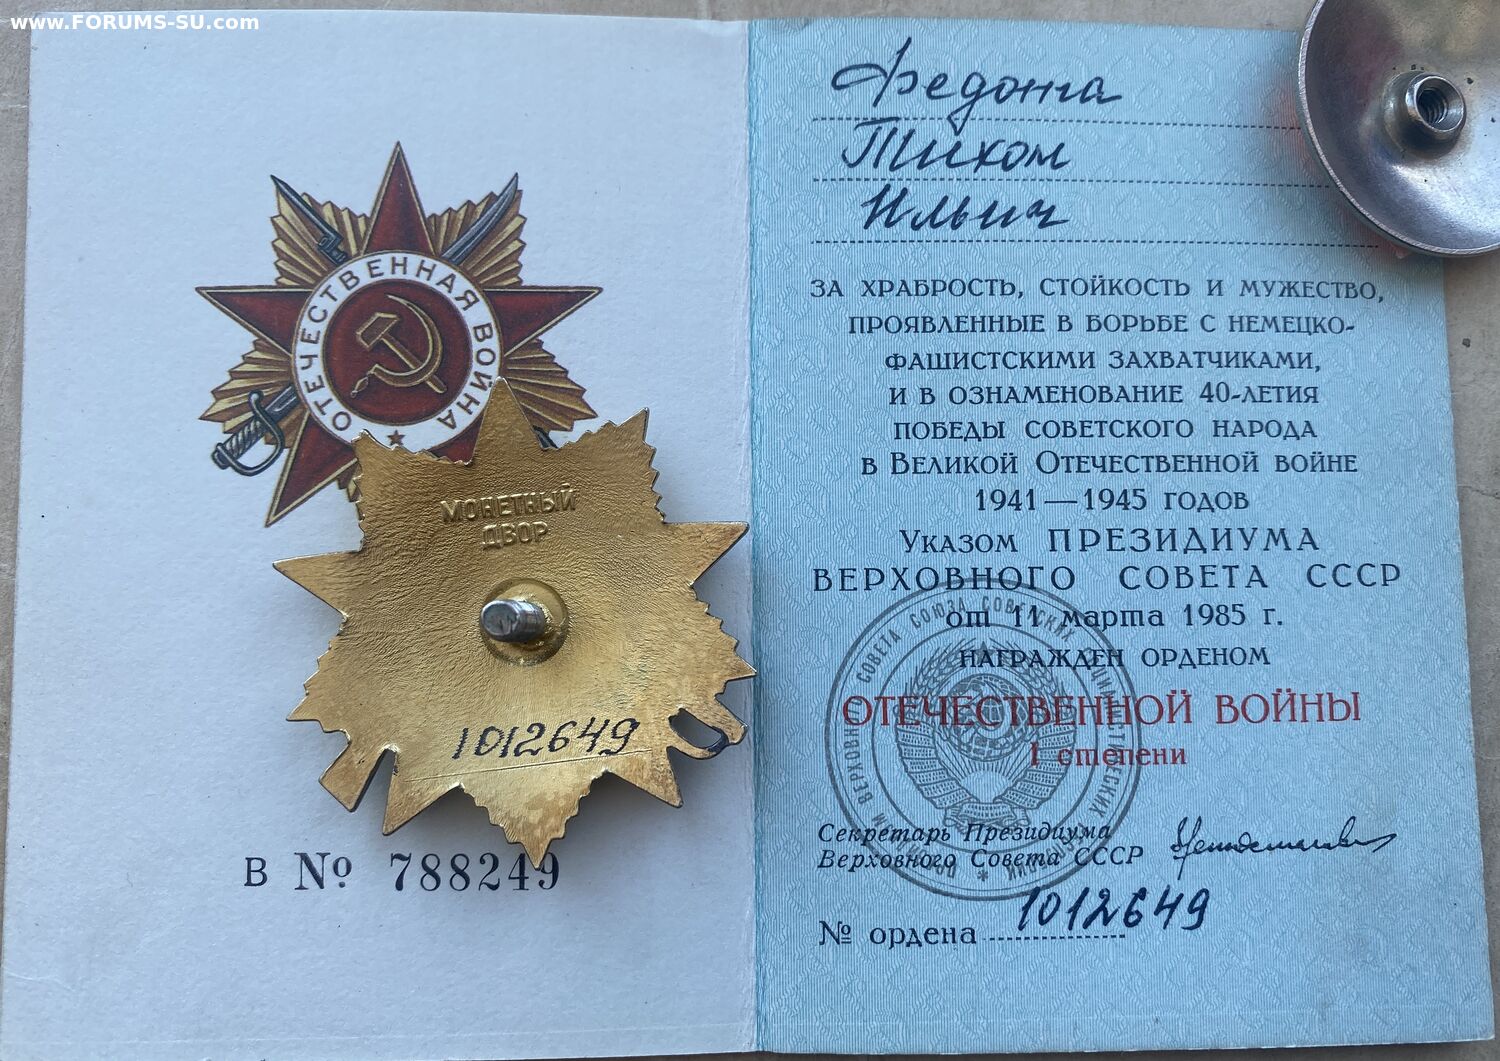 www.FORUMS-SU.com
ОТЕЧЕСТВЕННАЯ ВОЙНА
МОНЕТНЫЙ
ДВОР
1012649
В № 788249
Федота
Тихон
Ильич
ЗА ХРАБРОСТЬ, СТОЙКОСТЬ И МУЖЕСТВО,
ПРОЯВЛЕННЫЕ В БОРЬБЕ С НЕМЕЦКО-
ФАШИСТСКИМИ ЗАХВАТЧИКАМИ,
И В ОЗНАМЕНОВАНИЕ 40-ЛЕТИЯ
ПОБЕДЫ СОВЕТСКОГО НАРОДА
В ВЕЛИКОЙ ОТЕЧЕСТВЕННОЙ ВОЙНЕ
1941—1945 ГОДОВ
УКАЗОМ ПРЕЗИДИУМА
ВЕРХОВНОГО СОВЕТА СССР
от 11 марта 1985 г.
НАГРАЖДЕН ОРДЕНОМ
ОТЕЧЕСТВЕННОЙ ВОЙНЫ
I степени
Секретарь Президиума
Верховного Совета СССР
№ ордена 1012649